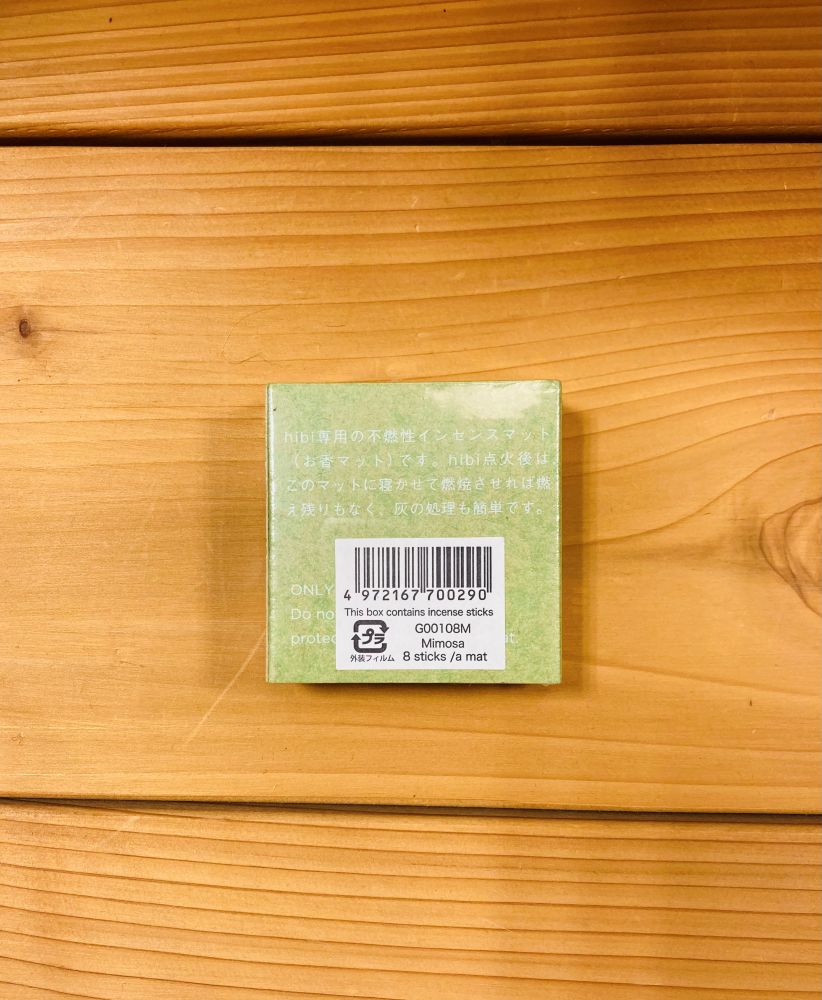 hibi専用の不燃性インセンスマット
（お香マット）です。hibi点火後は
このマットに寝かせて燃焼させれば燃
え残りもなく、灰の処理も簡単です。
ONLY
Do no
protec at.
4 972167 700290
This box contains incense sticks
プラ
外装フィルム
G00108M
Mimosa
8 sticks /a mat